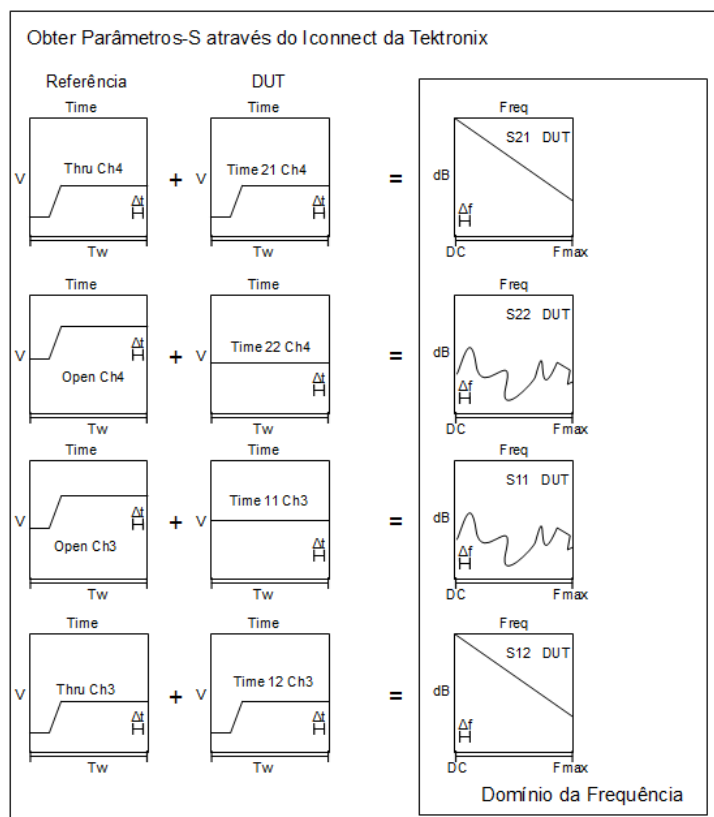 Obter Parâmetros-S através do Iconnect da Tektronix
Referência
DUT
Time
Time
Freq
V
Thru Ch4
Δt
Tw
+
V
Time 21 Ch4
Δt
Tw
=
dB
S21 DUT
Δf
DC
Fmax
Time
Time
Freq
V
Open Ch4
Δt
Tw
+
V
Time 22 Ch4
Δt
Tw
=
dB
S22 DUT
Δf
DC
Fmax
Time
Time
Freq
V
Open Ch3
Δt
Tw
+
V
Time 11 Ch3
Δt
Tw
=
dB
S11 DUT
Δf
DC
Fmax
Time
Time
Freq
V
Thru Ch3
Δt
Tw
+
V
Time 12 Ch3
Δt
Tw
=
dB
S12 DUT
Δf
DC
Fmax
Domínio da Frequência